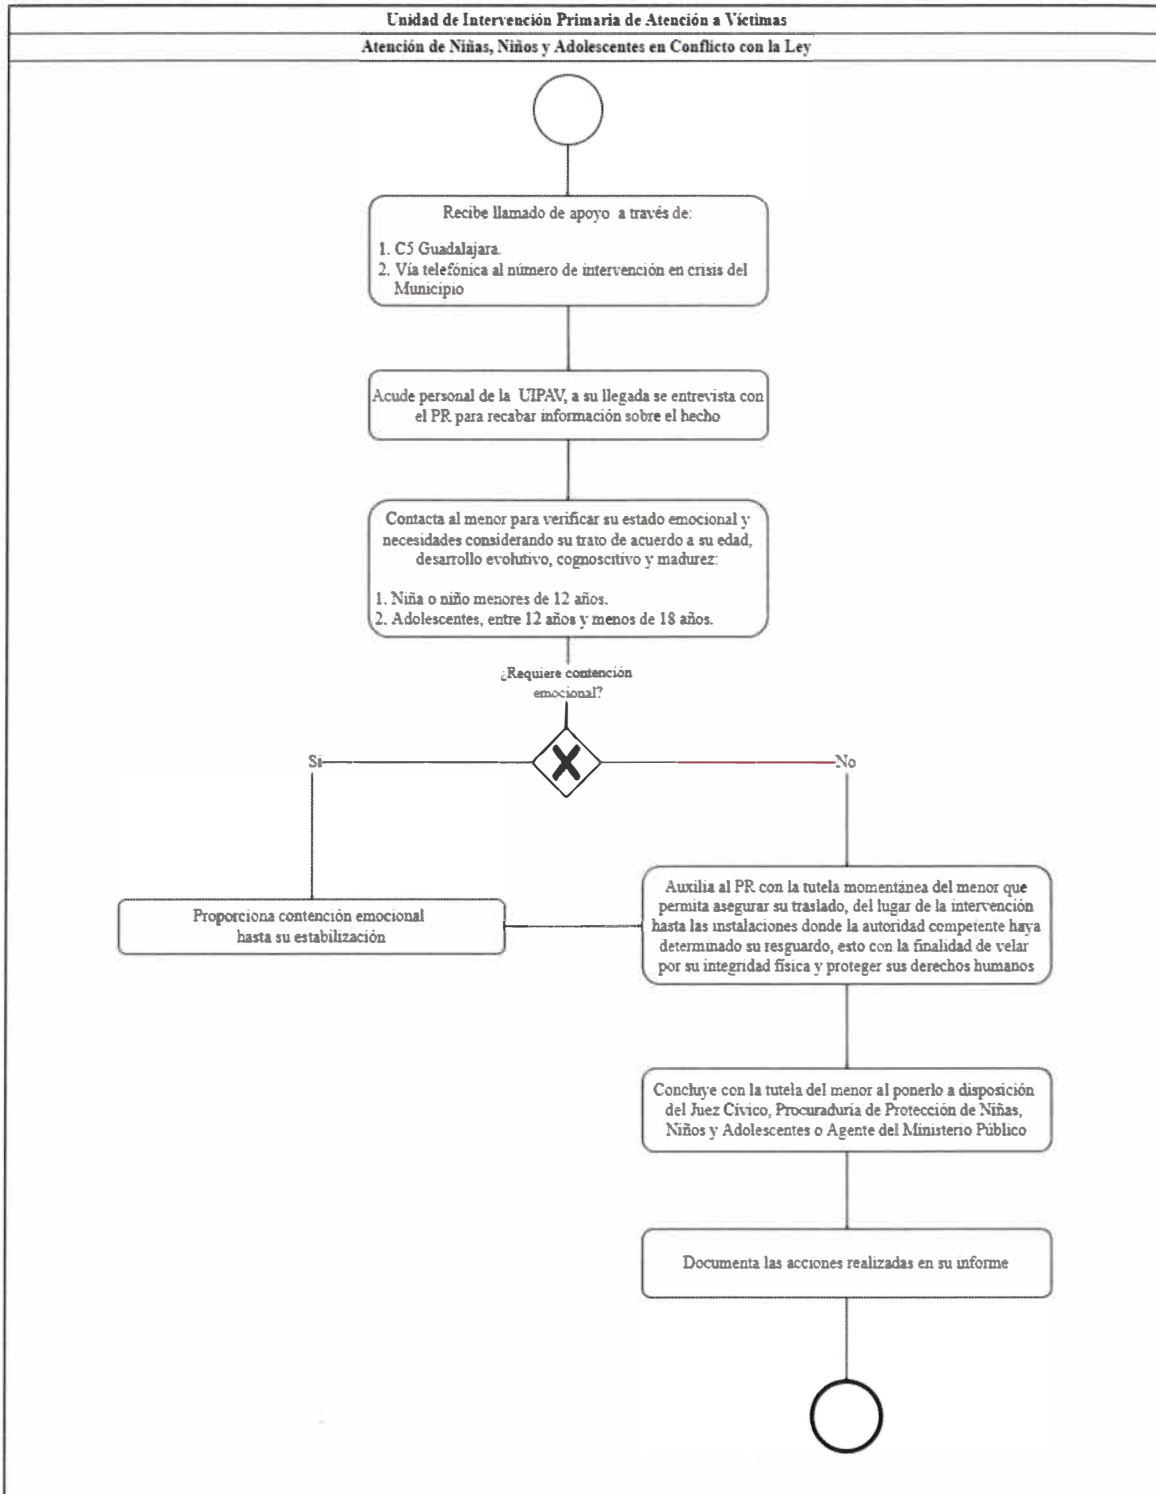 Unidad de Intervención Primaria de Atención a Víctimas
Atención de Niñas, Niños y Adolescentes en Conflicto con la Ley
Recibe llamado de apoyo a través de:
1. C5 Guadalajara.
2. Vía telefónica al número de intervención en crisis del
Municipio
Acude personal de la UIPAV, a su llegada se entrevista con
el PR para recabar información sobre el hecho
Contacta al menor para verificar su estado emocional y
necesidades considerando su trato de acuerdo a su edad,
desarrollo evolutivo, cognoscitivo y madurez:
1. Niña o niño menores de 12 años.
2. Adolescentes, entre 12 años y menos de 18 años.
¿Requiere contención
emocional?
Si
No
Proporciona contención emocional
hasta su estabilización
Auxilia al PR con la tutela momentánea del menor que
permita asegurar su traslado, del lugar de la intervención
hasta las instalaciones donde la autoridad competente haya
determinado su resguardo, esto con la finalidad de velar
por su integridad física y proteger sus derechos humanos
Concluye con la tutela del menor al ponerlo a disposición
del Juez Cívico, Procuraduría de Protección de Niñas,
Niños y Adolescentes o Agente del Ministerio Público
Documenta las acciones realizadas en su informe